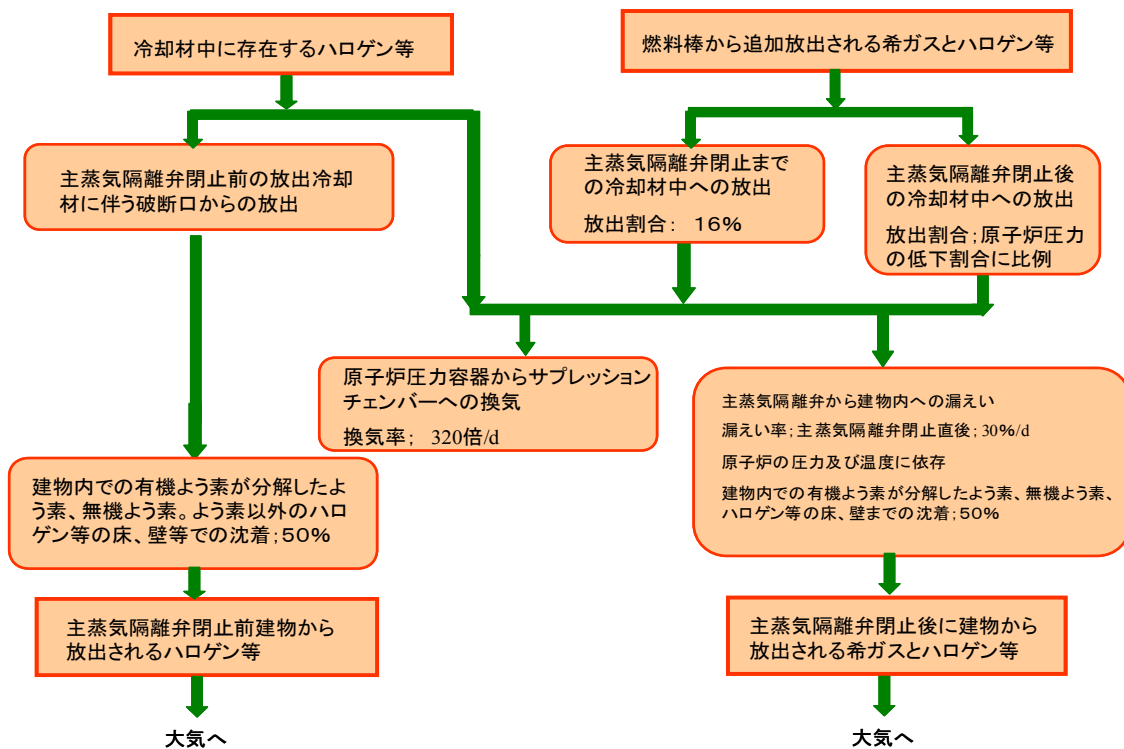 冷却材中に存在するハロゲン等
燃料棒から追加放出される希ガスとハロゲン等
主蒸気隔離弁閉止前の放出冷却
材に伴う破断口からの放出
主蒸気隔離弁閉止まで
の冷却材中への放出
放出割合： 16%
主蒸気隔離弁閉止後
の冷却材中への放出
放出割合；原子炉圧力
の低下割合に比例
原子炉圧力容器からサプレッション
チェンバーへの換気
換気率； 320倍/d
主蒸気隔離弁から建物内への漏えい
漏えい率；主蒸気隔離弁閉止直後；30%/d
原子炉の圧力及び温度に依存
建物内での有機よう素が分解したよう素、無機よう素、
ハロゲン等の床、壁までの沈着；50%
建物内での有機よう素が分解したよ
う素、無機よう素。よう素以外のハロ
ゲン等の床、壁等での沈着；50%
主蒸気隔離弁閉止前建物から
放出されるハロゲン等
主蒸気隔離弁閉止後に建物から
放出される希ガスとハロゲン等
大気へ
大気へ